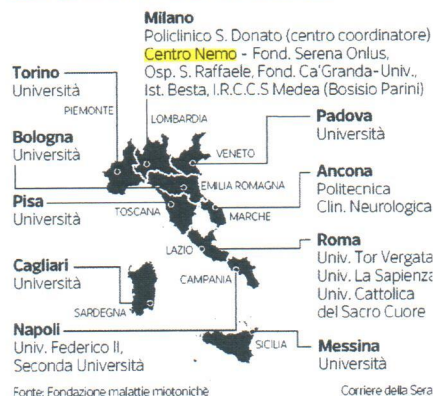 Milano
Policlinico S. Donato (centro coordinatore)
Centro Nemo - Fond. Serena Onlus,
Osp. S. Raffaele, Fond. Ca'Granda-Univ.,
Ist. Besta, I.R.C.C.S Medea (Bosisio Parini)
Torino
Università
PIEMONTE
LOMBARDIA
Padova
Università
VENETO
Bologna
Università
EMILIA ROMAGNA
Ancona
Politecnica
Clin. Neurologica
MARCHE
Pisa
Università
TOSCANA
LAZIO
Roma
Univ. Tor Vergata
Univ. La Sapienza
Univ. Cattolica
del Sacro Cuore
CAMPANIA
Cagliari
Università
SARDEGNA
Napoli
Univ. Federico II,
Seconda Università
SICILIA
Messina
Università
Fonte: Fondazione malattie miotonichè
Corriere della Sera